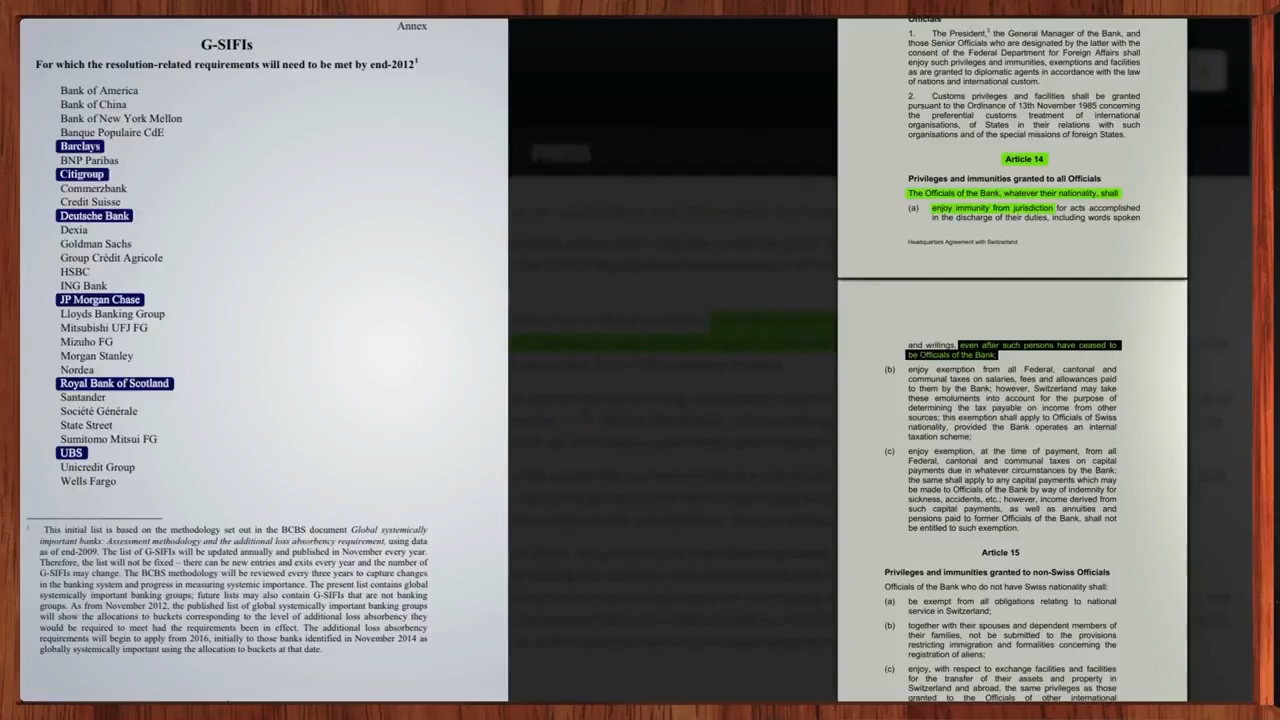 Annex
G-SIFIs
For which the resolution-related requirements will need to be met by end-2012¹
Bank of America
Bank of China
Bank of New York Mellon
Banque Populaire CdE
Barclays
BNP Paribas
Citigroup
Commerzbank
Credit Suisse
Deutsche Bank
Dexia
Goldman Sachs
Group Crédit Agricole
HSBC
ING Bank
JP Morgan Chase
Lloyds Banking Group
Mitsubishi UFJ FG
Mizuho FG
Morgan Stanley
Nordea
Royal Bank of Scotland
Santander
Société Générale
State Street
Sumitomo Mitsui FG
UBS
Unicredit Group
Wells Fargo
¹ This initial list is based on the methodology set out in the BCBS document Global systemically
important banks: Assessment methodology and the additional loss absorbency requirement, using data
as of end-2009. The list of G-SIFIs will be updated annually and published in November every year.
Therefore, the list will not be fixed – there can be new entries and exits every year and the number of
G-SIFIs may change. The BCBS methodology will be reviewed every three years to capture changes
in the banking system and progress in measuring systemic importance. The present list contains global
systemically important banking groups; future lists may also contain G-SIFIs that are not banking
groups. As from November 2012, the published list of global systemically important banking groups
will show the allocations to buckets corresponding to the level of additional loss absorbency they
would be required to meet had the requirements been in effect. The additional loss absorbency
requirements will begin to apply from 2016, initially to those banks identified in November 2014 as
globally systemically important using the allocation to buckets at that date.
PRESS
Officials
1. The President,² the General Manager of the Bank, and
those Senior Officials who are designated by the latter with the
consent of the Federal Department for Foreign Affairs shall
enjoy such privileges and immunities, exemptions and facilities
as are granted to diplomatic agents in accordance with the law
of nations and international custom.
2. Customs privileges and facilities shall be granted
pursuant to the Ordinance of 13th November 1985 concerning
the preferential customs treatment of international
organisations, of States in their relations with such
organisations and of the special missions of foreign States.
Article 14
Privileges and immunities granted to all Officials
The Officials of the Bank, whatever their nationality, shall
(a) enjoy immunity from jurisdiction for acts accomplished
in the discharge of their duties, including words spoken
Headquarters Agreement with Switzerland
and writings, even after such persons have ceased to
be Officials of the Bank;
(b) enjoy exemption from all Federal, cantonal and
communal taxes on salaries, fees and allowances paid
to them by the Bank; however, Switzerland may take
these emoluments into account for the purpose of
determining the tax payable on income from other
sources; this exemption shall apply to Officials of Swiss
nationality, provided the Bank operates an internal
taxation scheme;
(c) enjoy exemption, at the time of payment, from all
Federal, cantonal and communal taxes on capital
payments due in whatever circumstances by the Bank;
the same shall apply to any capital payments which may
be made to Officials of the Bank by way of indemnity for
sickness, accidents, etc.; however, income derived from
such capital payments, as well as annuities and
pensions paid to former Officials of the Bank, shall not
be entitled to such exemption.
Article 15
Privileges and immunities granted to non-Swiss Officials
Officials of the Bank who do not have Swiss nationality shall:
(a) be exempt from all obligations relating to national
service in Switzerland;
(b) together with their spouses and dependent members of
their families, not be submitted to the provisions
restricting immigration and formalities concerning the
registration of aliens;
(c) enjoy, with respect to exchange facilities and facilities
for the transfer of their assets and property in
Switzerland and abroad, the same privileges as those
granted to the Officials of other international